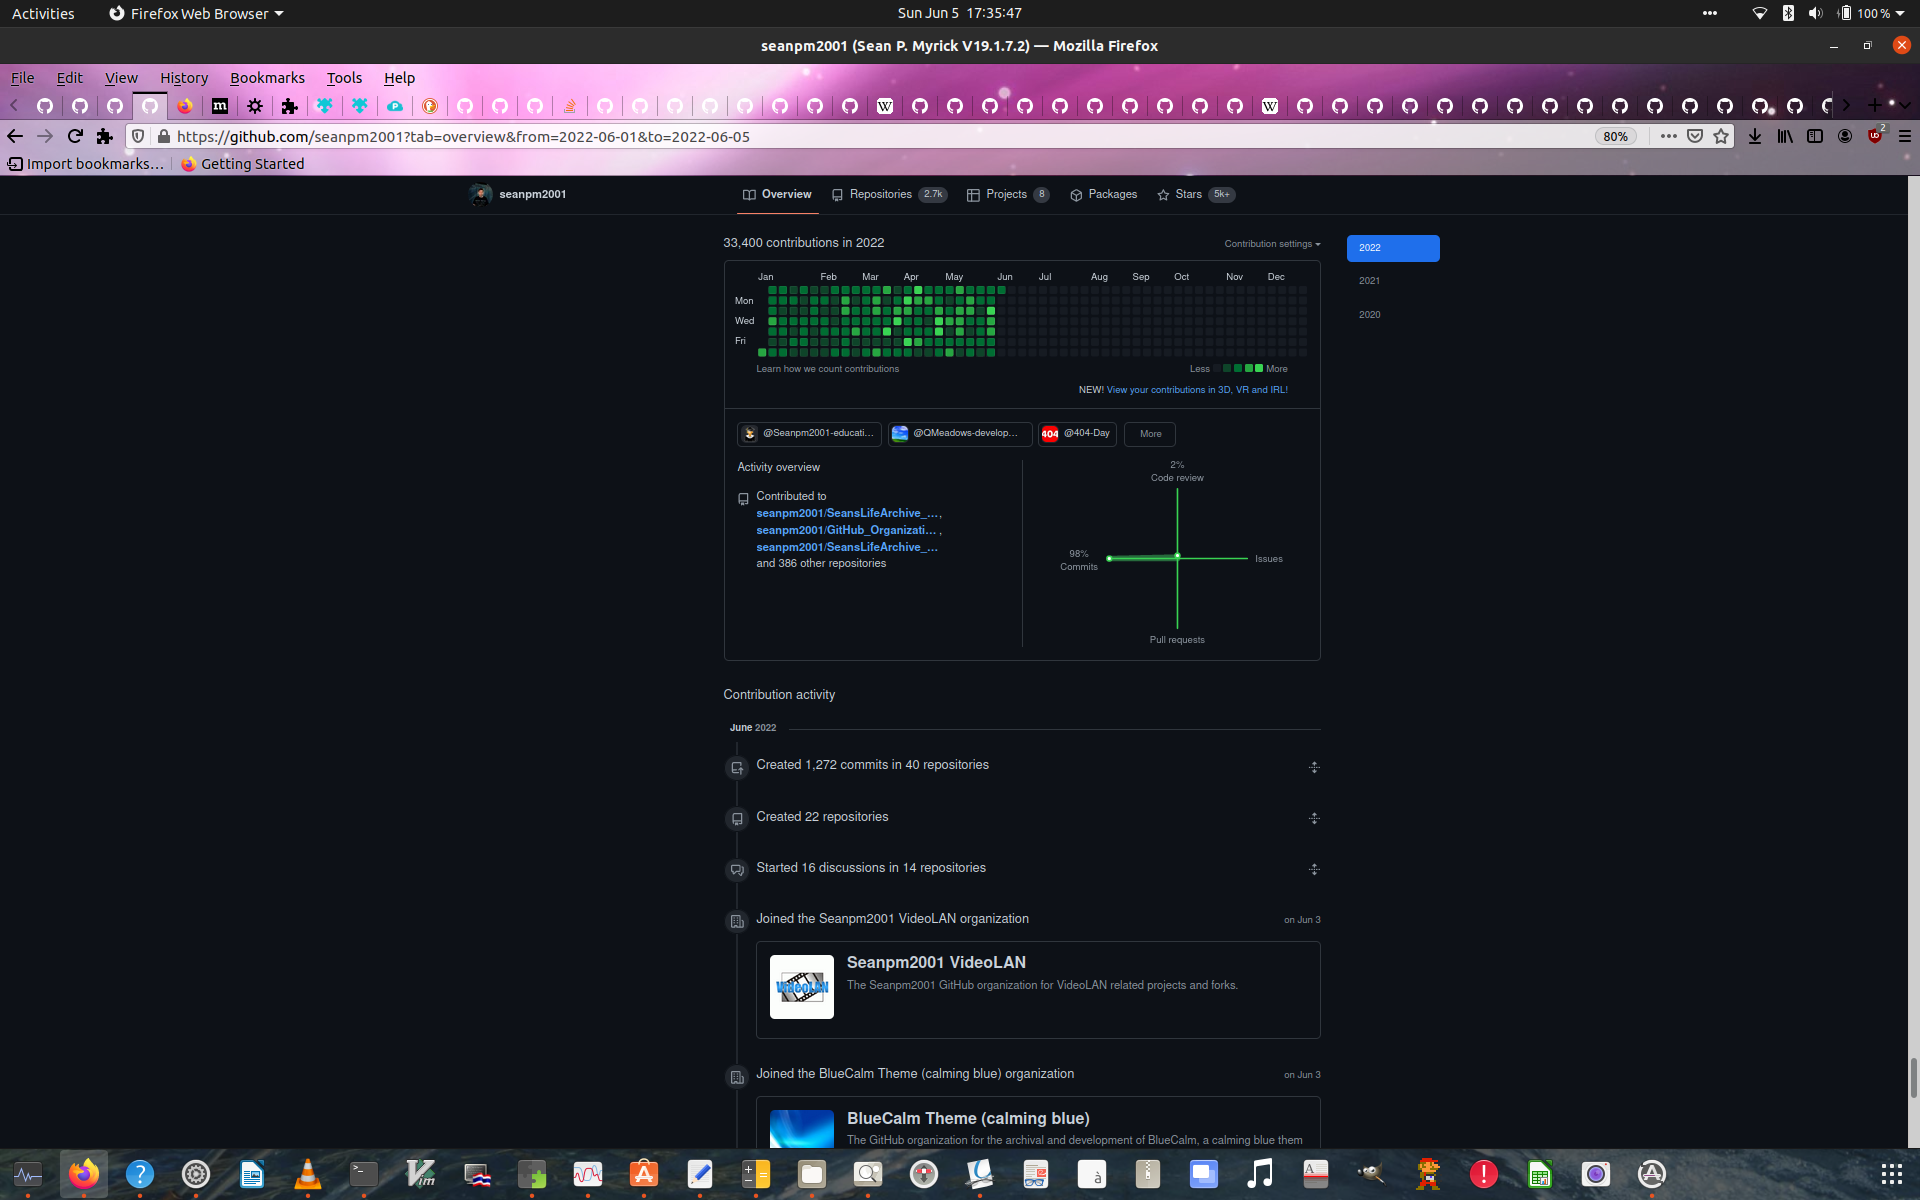 Activities
Firefox Web Browser
Sun Jun 5 17:35:47
100 %
seanpm2001 (Sean P. Myrick V19.1.7.2) — Mozilla Firefox
File Edit View History Bookmarks Tools Help
https://github.com/seanpm2001?tab=overview&from=2022-06-01&to=2022-06-05
80%
2
Import bookmarks...
Getting Started
seanpm2001
Overview
Repositories 2.7k
Projects 8
Packages
Stars 5k+
33,400 contributions in 2022
Contribution settings
2022
2021
2020
Jan Feb Mar Apr May Jun Jul Aug Sep Oct Nov Dec
Mon
Wed
Fri
Learn how we count contributions
Less
More
NEW! View your contributions in 3D, VR and IRL!
@Seanpm2001-educati...
@QMeadows-develop...
404 @404-Day
More
Activity overview
Contributed to
seanpm2001/SeansLifeArchive_...,
seanpm2001/GitHub_Organizati...,
seanpm2001/SeansLifeArchive_...
and 386 other repositories
2%
Code review
98%
Commits
Issues
Pull requests
Contribution activity
June 2022
Created 1,272 commits in 40 repositories
Created 22 repositories
Started 16 discussions in 14 repositories
Joined the Seanpm2001 VideoLAN organization
on Jun 3
VideoLAN
Seanpm2001 VideoLAN
The Seanpm2001 GitHub organization for VideoLAN related projects and forks.
Joined the BlueCalm Theme (calming blue) organization
on Jun 3
BlueCalm Theme (calming blue)
The GitHub organization for the archival and development of BlueCalm, a calming blue them